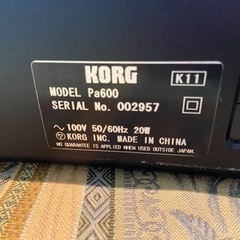 KORG
K11
MODEL Pa600
SERIAL No. 002957
～ 100V 50/60Hz 20W
KORG INC. MADE IN CHINA
NO GUARANTEE IS APPLIED WHEN USED OUTSIDE JAPAN.